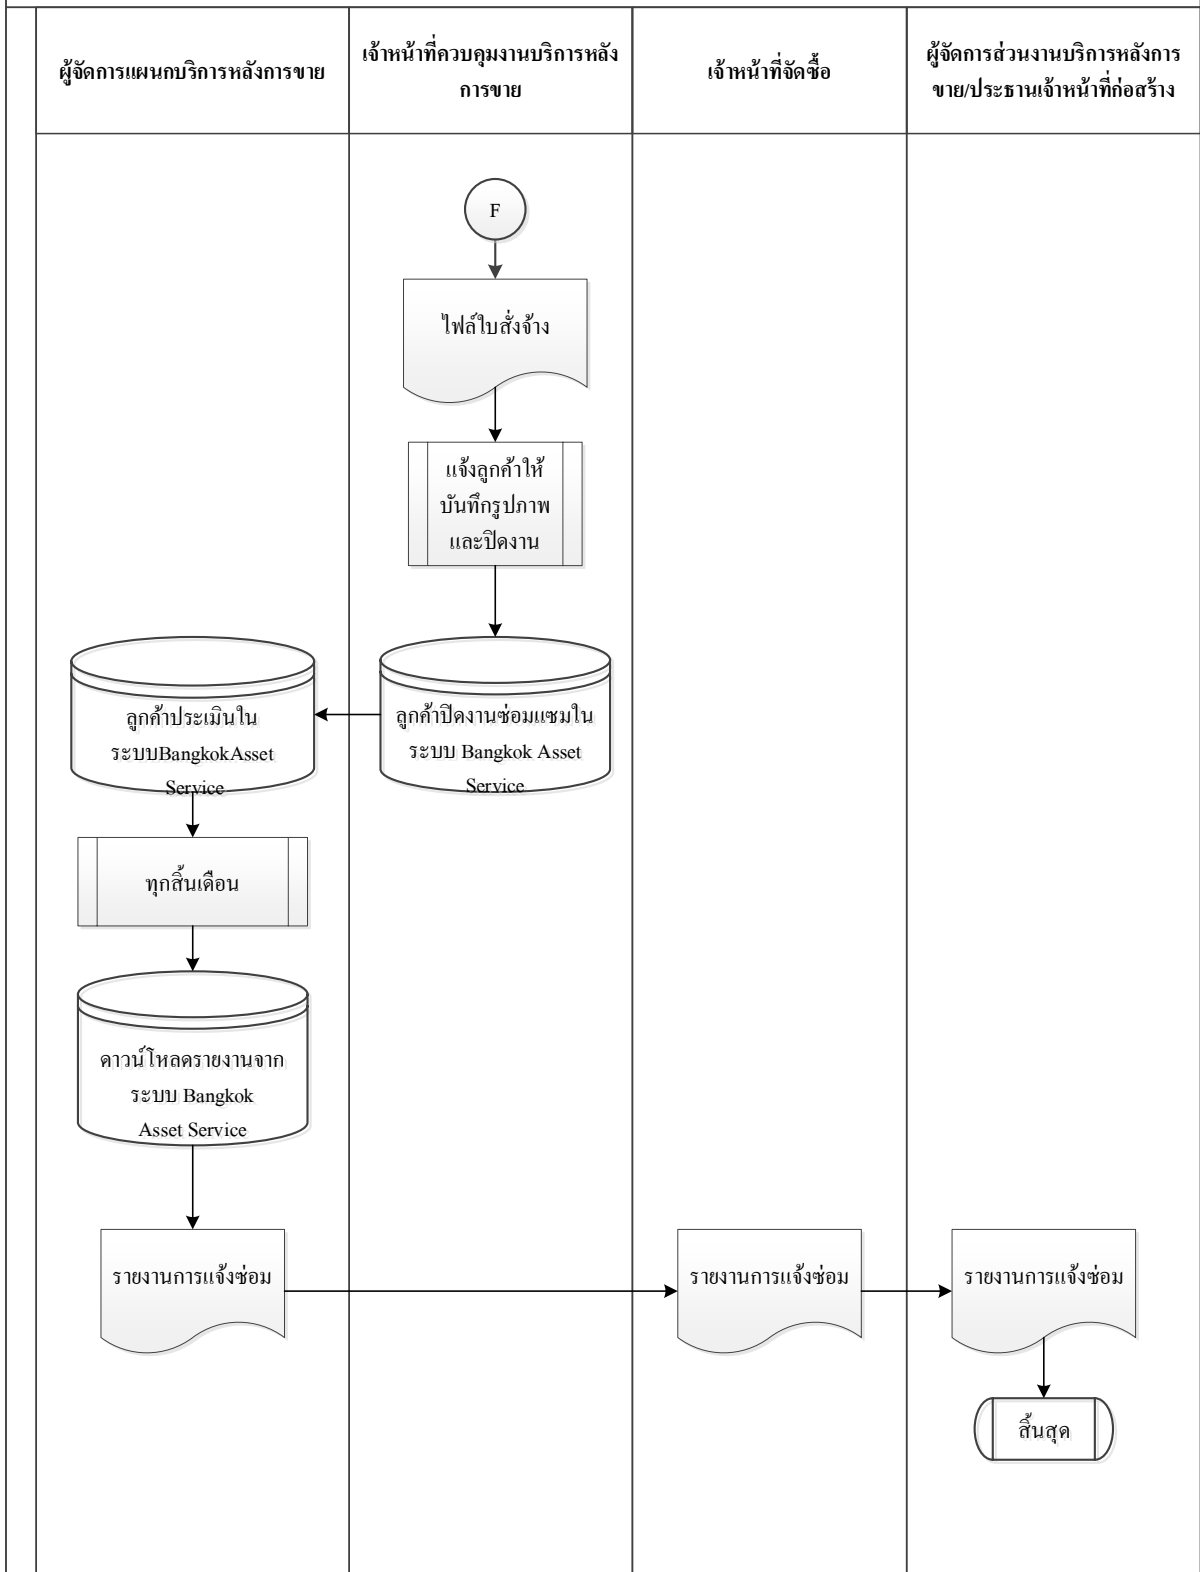 ผู้จัดการแผนกบริการหลังการขาย
เจ้าหน้าที่ควบคุมงานบริการหลัง
การขาย
เจ้าหน้าที่จัดซื้อ
ผู้จัดการส่วนงานบริการหลังการ
ขาย/ประธานเจ้าหน้าที่ก่อสร้าง
F
ไฟล์ใบสั่งจ้าง
แจ้งลูกค้าให้
บันทึกรูปภาพ
และปิดงาน
ลูกค้าประเมินใน
ระบบBangkokAsset
Service
ลูกค้าปิดงานซ่อมแซมใน
ระบบ Bangkok Asset
Service
ทุกสิ้นเดือน
ดาวน์โหลดรายงานจาก
ระบบ Bangkok
Asset Service
รายงานการแจ้งซ่อม
รายงานการแจ้งซ่อม
รายงานการแจ้งซ่อม
สิ้นสุด